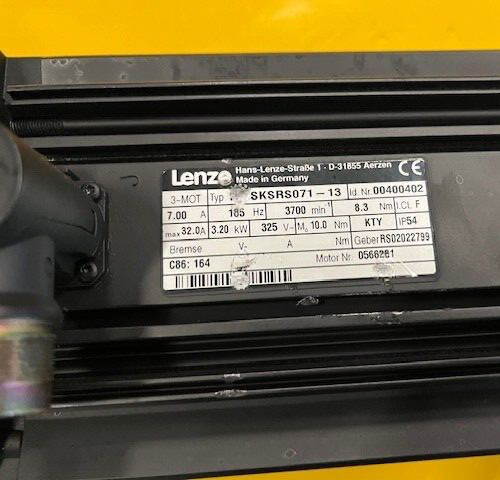 Lenze Hans-Lenze-Straße 1 · D-31855 Aerzen
Made in Germany CE
3~MOT Typ SKSRS071-13 Id. Nr. 00400402
7.00 A 185 Hz 3700 min⁻¹ 8.3 Nm I.CL F
max 32.0A 3.20 kW 325 V~ M₀ 10.0 Nm KTY IP54
Bremse V- A Nm Geber RS02022799
C86: 164 Motor Nr. 0566281